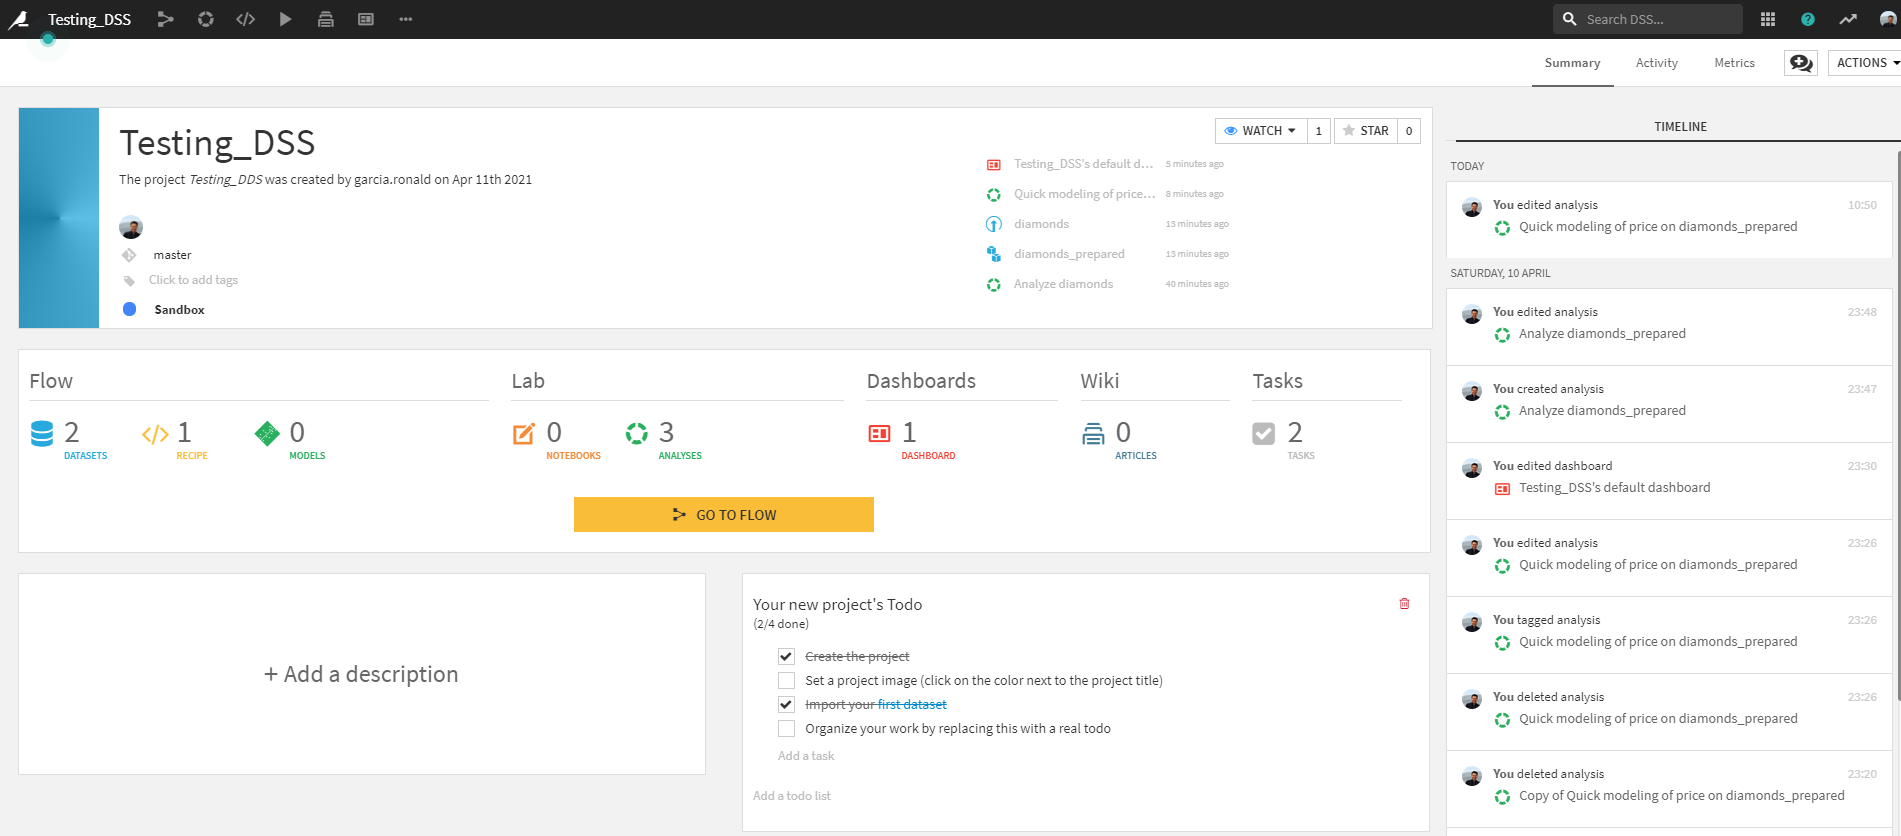 Testing_DSS
Search DSS...
Summary
Activity
Metrics
ACTIONS
Testing_DSS
The project Testing_DDS was created by garcia.ronald on Apr 11th 2021
master
Click to add tags
Sandbox
WATCH 1
STAR 0
Testing_DSS's default d... 5 minutes ago
Quick modeling of price... 8 minutes ago
diamonds 13 minutes ago
diamonds_prepared 13 minutes ago
Analyze diamonds 40 minutes ago
Flow
2 DATASETS
1 RECIPE
0 MODELS
Lab
0 NOTEBOOKS
3 ANALYSES
Dashboards
1 DASHBOARD
Wiki
0 ARTICLES
Tasks
2 TASKS
GO TO FLOW
+ Add a description
Your new project's Todo
(2/4 done)
Create the project
Set a project image (click on the color next to the project title)
Import your first dataset
Organize your work by replacing this with a real todo
Add a task
Add a todo list
TIMELINE
TODAY
You edited analysis 10:50
Quick modeling of price on diamonds_prepared
SATURDAY, 10 APRIL
You edited analysis 23:48
Analyze diamonds_prepared
You created analysis 23:47
Analyze diamonds_prepared
You edited dashboard 23:30
Testing_DSS's default dashboard
You edited analysis 23:26
Quick modeling of price on diamonds_prepared
You tagged analysis 23:26
Quick modeling of price on diamonds_prepared
You deleted analysis 23:26
Quick modeling of price on diamonds_prepared
You deleted analysis 23:20
Copy of Quick modeling of price on diamonds_prepared